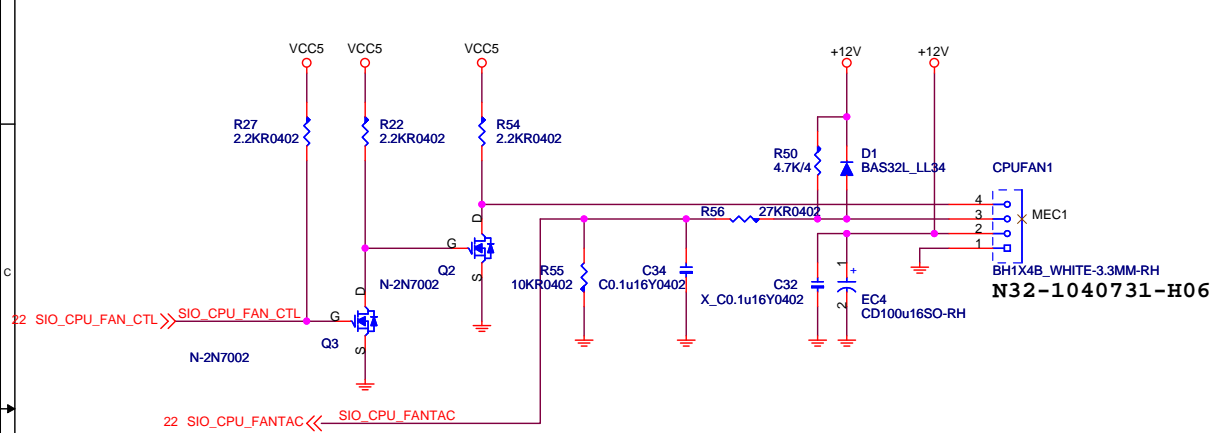 VCC5 VCC5 VCC5 +12V +12V
R27
2.2KR0402
R22
2.2KR0402
R54
2.2KR0402
R50
4.7K/4
D1
BAS32L_LL34
CPUFAN1
4
3
2
1
MEC1
BH1X4B_WHITE-3.3MM-RH
N32-1040731-H06
R56 27KR0402
D
G
S
Q2
N-2N7002
R55
10KR0402
C34
C0.1u16Y0402
C32
X_C0.1u16Y0402
1
+
2
EC4
CD100u16SO-RH
C
22 SIO_CPU_FAN_CTL SIO_CPU_FAN_CTL
D
G
S
Q3
N-2N7002
22 SIO_CPU_FANTAC SIO_CPU_FANTAC